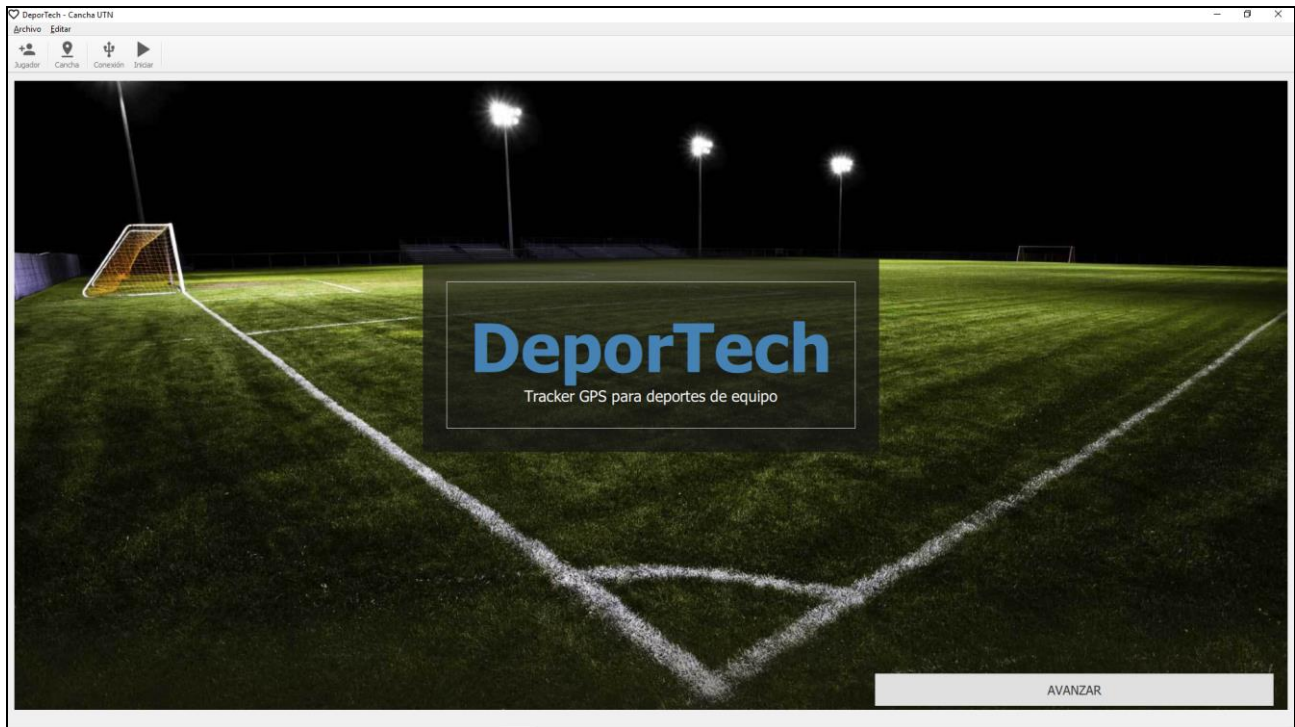 DeporTech - Cancha UTN
Archivo Editar
Jugador Cancha Conexión Iniciar
DeporTech
Tracker GPS para deportes de equipo
AVANZAR